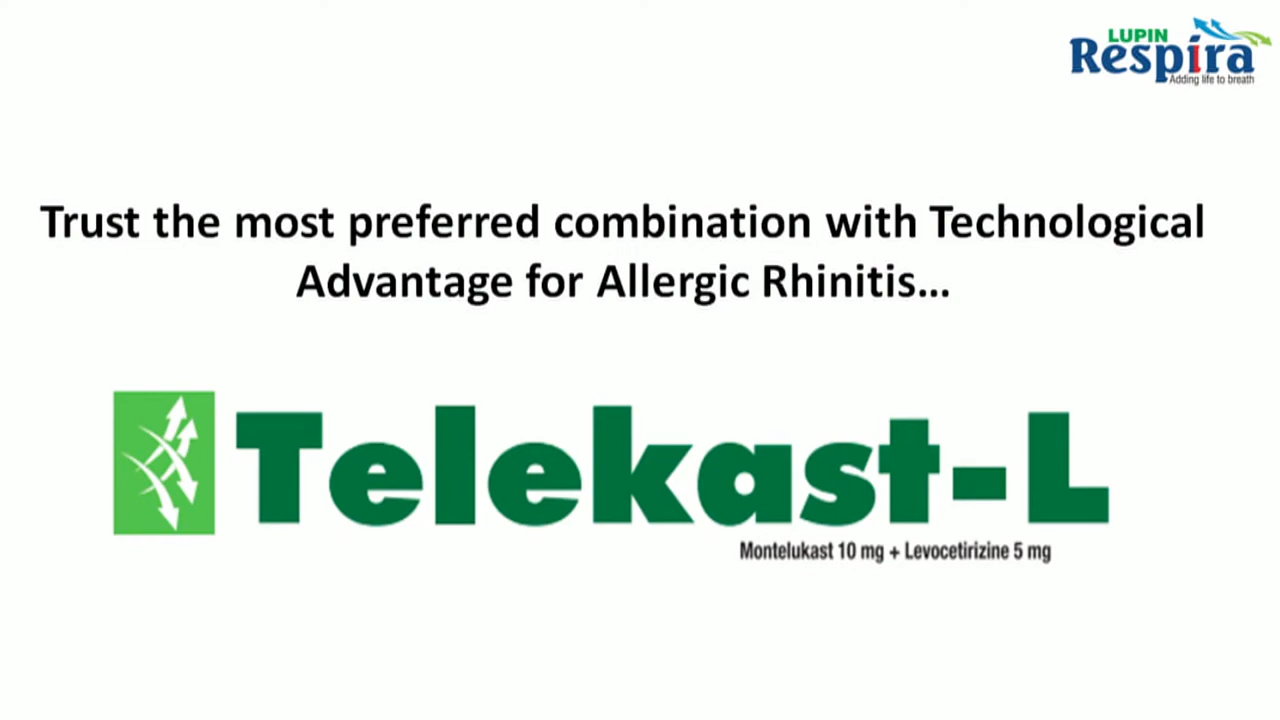 LUPIN
Respira
Adding life to breath
Trust the most preferred combination with Technological
Advantage for Allergic Rhinitis...
Telekast-L
Montelukast 10 mg + Levocetirizine 5 mg